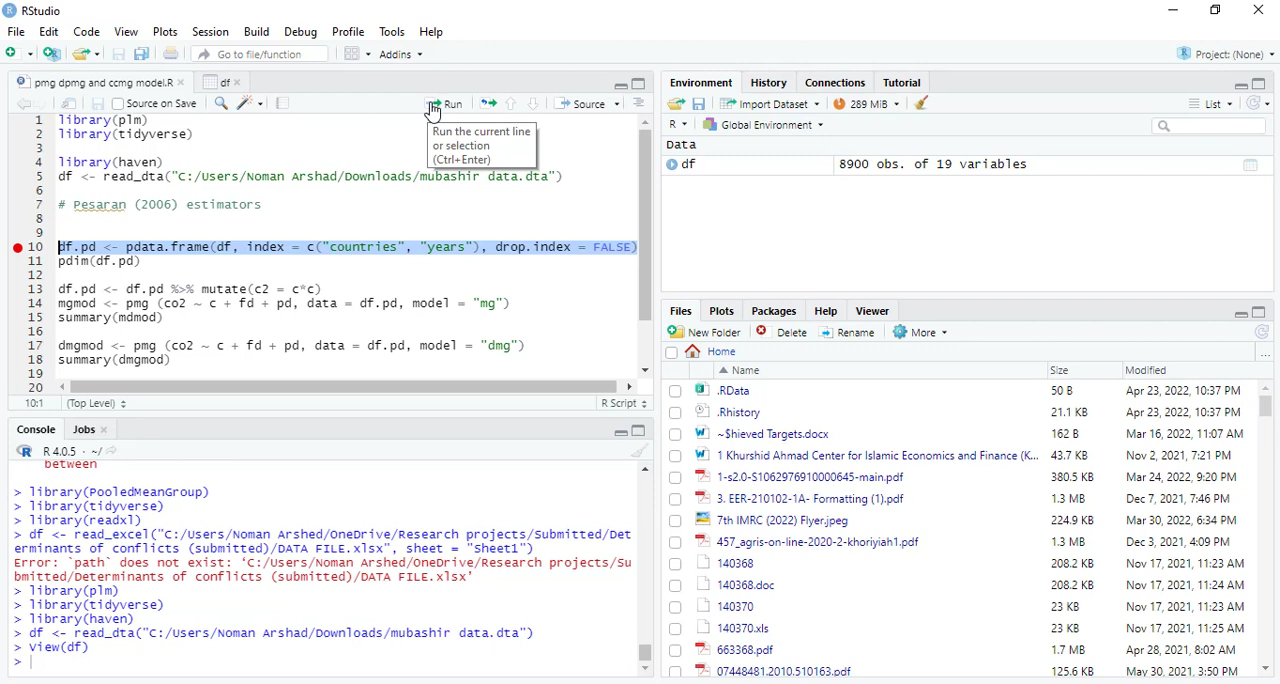 RStudio
File Edit Code View Plots Session Build Debug Profile Tools Help
Go to file/function Addins Project: (None)
pmg dpmg and ccmg model.R df
Source on Save Run Source
Run the current line
or selection
(Ctrl+Enter)
1 library(plm)
2 library(tidyverse)
3
4 library(haven)
5 df <- read_dta("C:/Users/Noman Arshad/Downloads/mubashir data.dta")
6
7 # Pesaran (2006) estimators
8
9
10 df.pd <- pdata.frame(df, index = c("countries", "years"), drop.index = FALSE)
11 pdim(df.pd)
12
13 df.pd <- df.pd %>% mutate(c2 = c*c)
14 mgmod <- pmg (co2 ~ c + fd + pd, data = df.pd, model = "mg")
15 summary(mdmod)
16
17 dmgmod <- pmg (co2 ~ c + fd + pd, data = df.pd, model = "dmg")
18 summary(dmgmod)
19
20
10:1 (Top Level) R Script
Console Jobs
R 4.0.5 · ~/
between
> library(PooledMeanGroup)
> library(tidyverse)
> library(readxl)
> df <- read_excel("C:/Users/Noman Arshed/OneDrive/Research projects/Submitted/Det
erminants of conflicts (submitted)/DATA FILE.xlsx", sheet = "Sheet1")
Error: `path` does not exist: ‘C:/Users/Noman Arshed/OneDrive/Research projects/Su
bmitted/Determinants of conflicts (submitted)/DATA FILE.xlsx’
> library(plm)
> library(tidyverse)
> library(haven)
> df <- read_dta("C:/Users/Noman Arshad/Downloads/mubashir data.dta")
> View(df)
>
Environment History Connections Tutorial
Import Dataset 289 MiB List
R Global Environment
Data
df 8900 obs. of 19 variables
Files Plots Packages Help Viewer
New Folder Delete Rename More
Home ...
Name Size Modified
.RData 50 B Apr 23, 2022, 10:37 PM
.Rhistory 21.1 KB Apr 23, 2022, 10:37 PM
~$hieved Targets.docx 162 B Mar 16, 2022, 11:07 AM
1 Khurshid Ahmad Center for Islamic Economics and Finance (K... 43.7 KB Nov 2, 2021, 7:21 PM
1-s2.0-S1062976910000645-main.pdf 380.5 KB Mar 24, 2022, 9:20 PM
3. EER-210102-1A- Formatting (1).pdf 1.3 MB Dec 7, 2021, 7:46 PM
7th IMRC (2022) Flyer.jpeg 224.9 KB Mar 30, 2022, 6:34 PM
457_agris-on-line-2020-2-khoriyiah1.pdf 1.3 MB Dec 3, 2021, 4:09 PM
140368 208.2 KB Nov 17, 2021, 11:23 AM
140368.doc 208.2 KB Nov 17, 2021, 11:24 AM
140370 23 KB Nov 17, 2021, 11:23 AM
140370.xls 23 KB Nov 17, 2021, 11:25 AM
663368.pdf 1.7 MB Apr 28, 2021, 8:02 AM
07448481.2010.510163.pdf 125.6 KB May 30, 2021, 3:50 PM